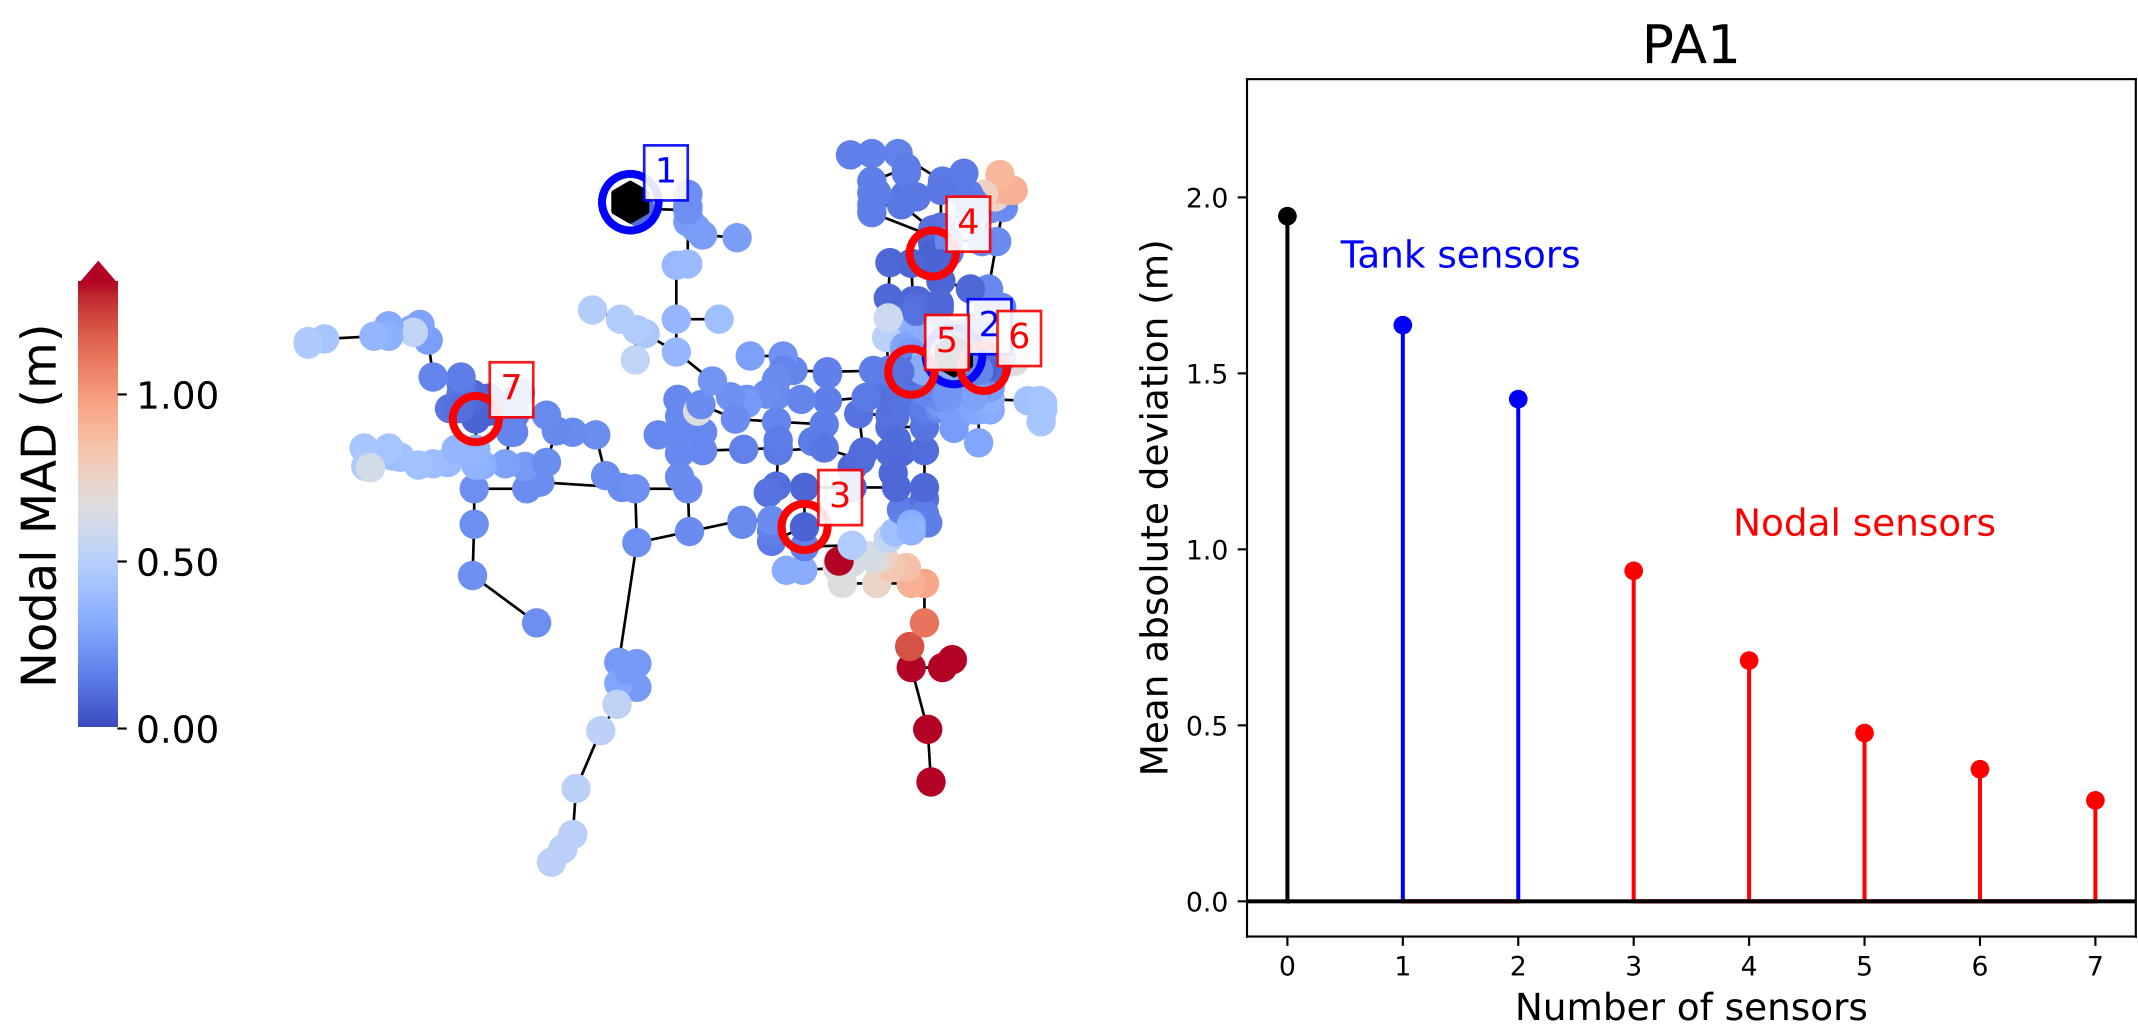 PA1
Nodal MAD (m)
1.00
0.50
0.00
1
4
2
5
6
7
3
Mean absolute deviation (m)
2.0
1.5
1.0
0.5
0.0
Tank sensors
Nodal sensors
0 1 2 3 4 5 6 7
Number of sensors